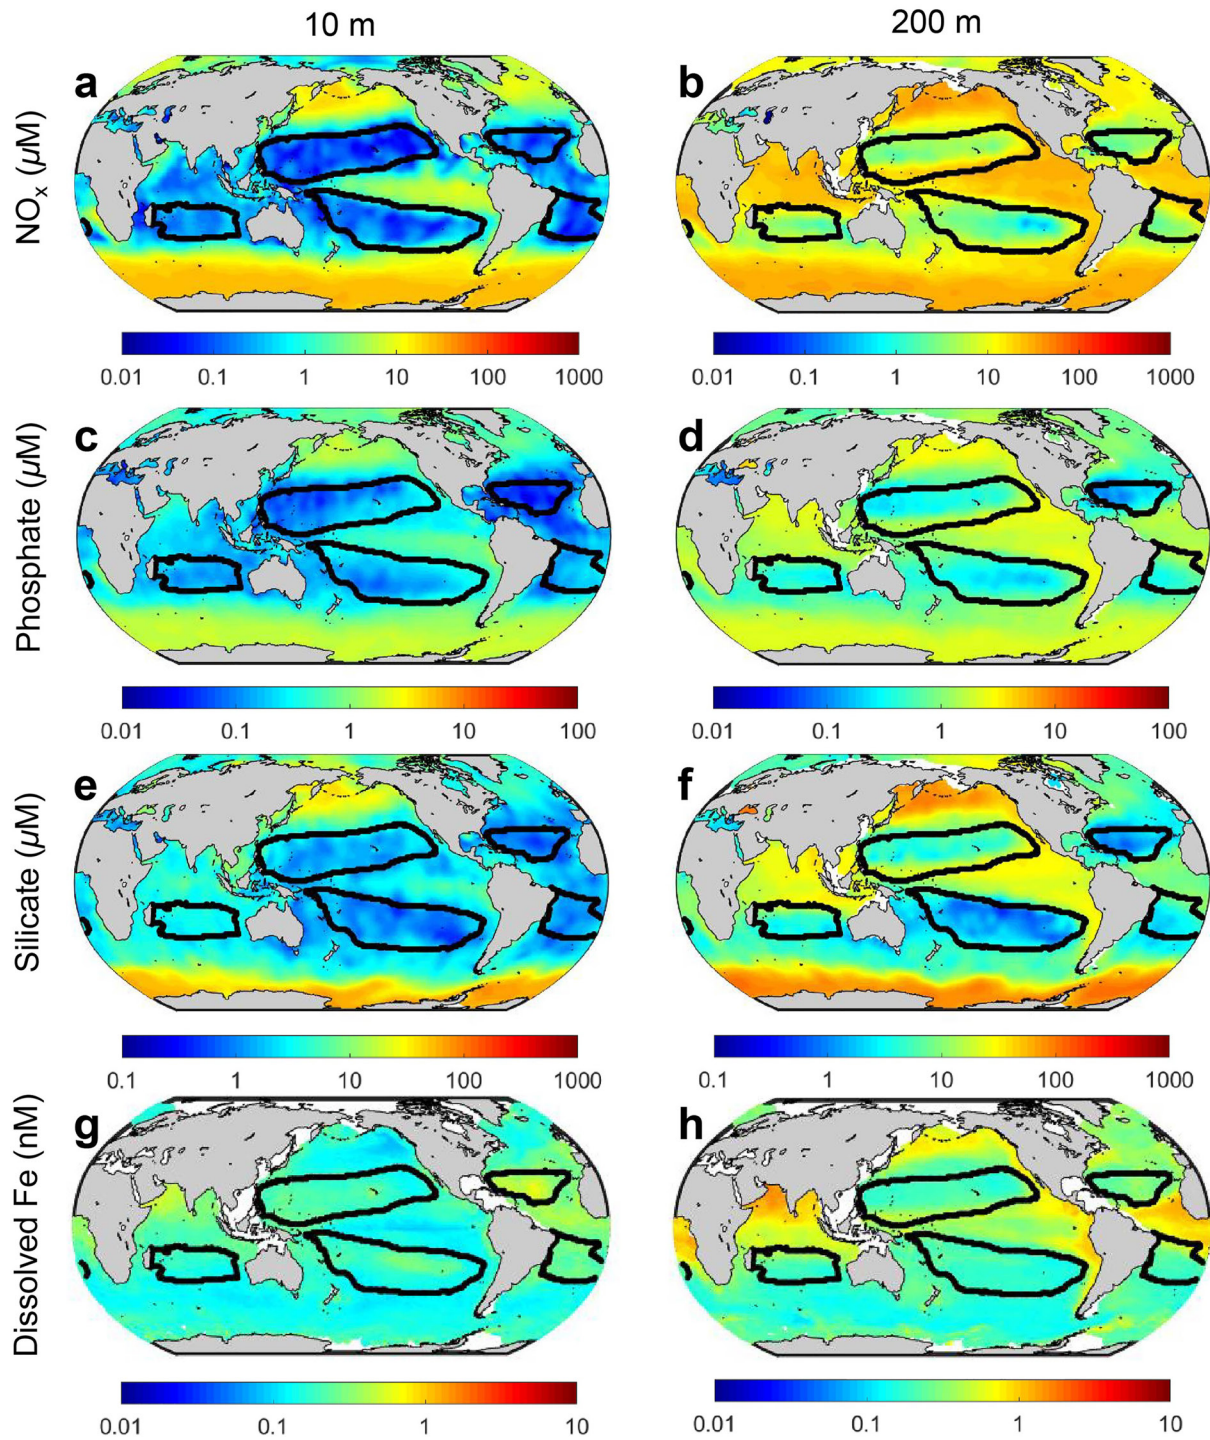 10 m
200 m
NOx (µM)
a
b
0.01 0.1 1 10 100 1000
0.01 0.1 1 10 100 1000
Phosphate (µM)
c
d
0.01 0.1 1 10 100
0.01 0.1 1 10 100
Silicate (µM)
e
f
0.1 1 10 100 1000
0.1 1 10 100 1000
Dissolved Fe (nM)
g
h
0.01 0.1 1 10
0.01 0.1 1 10